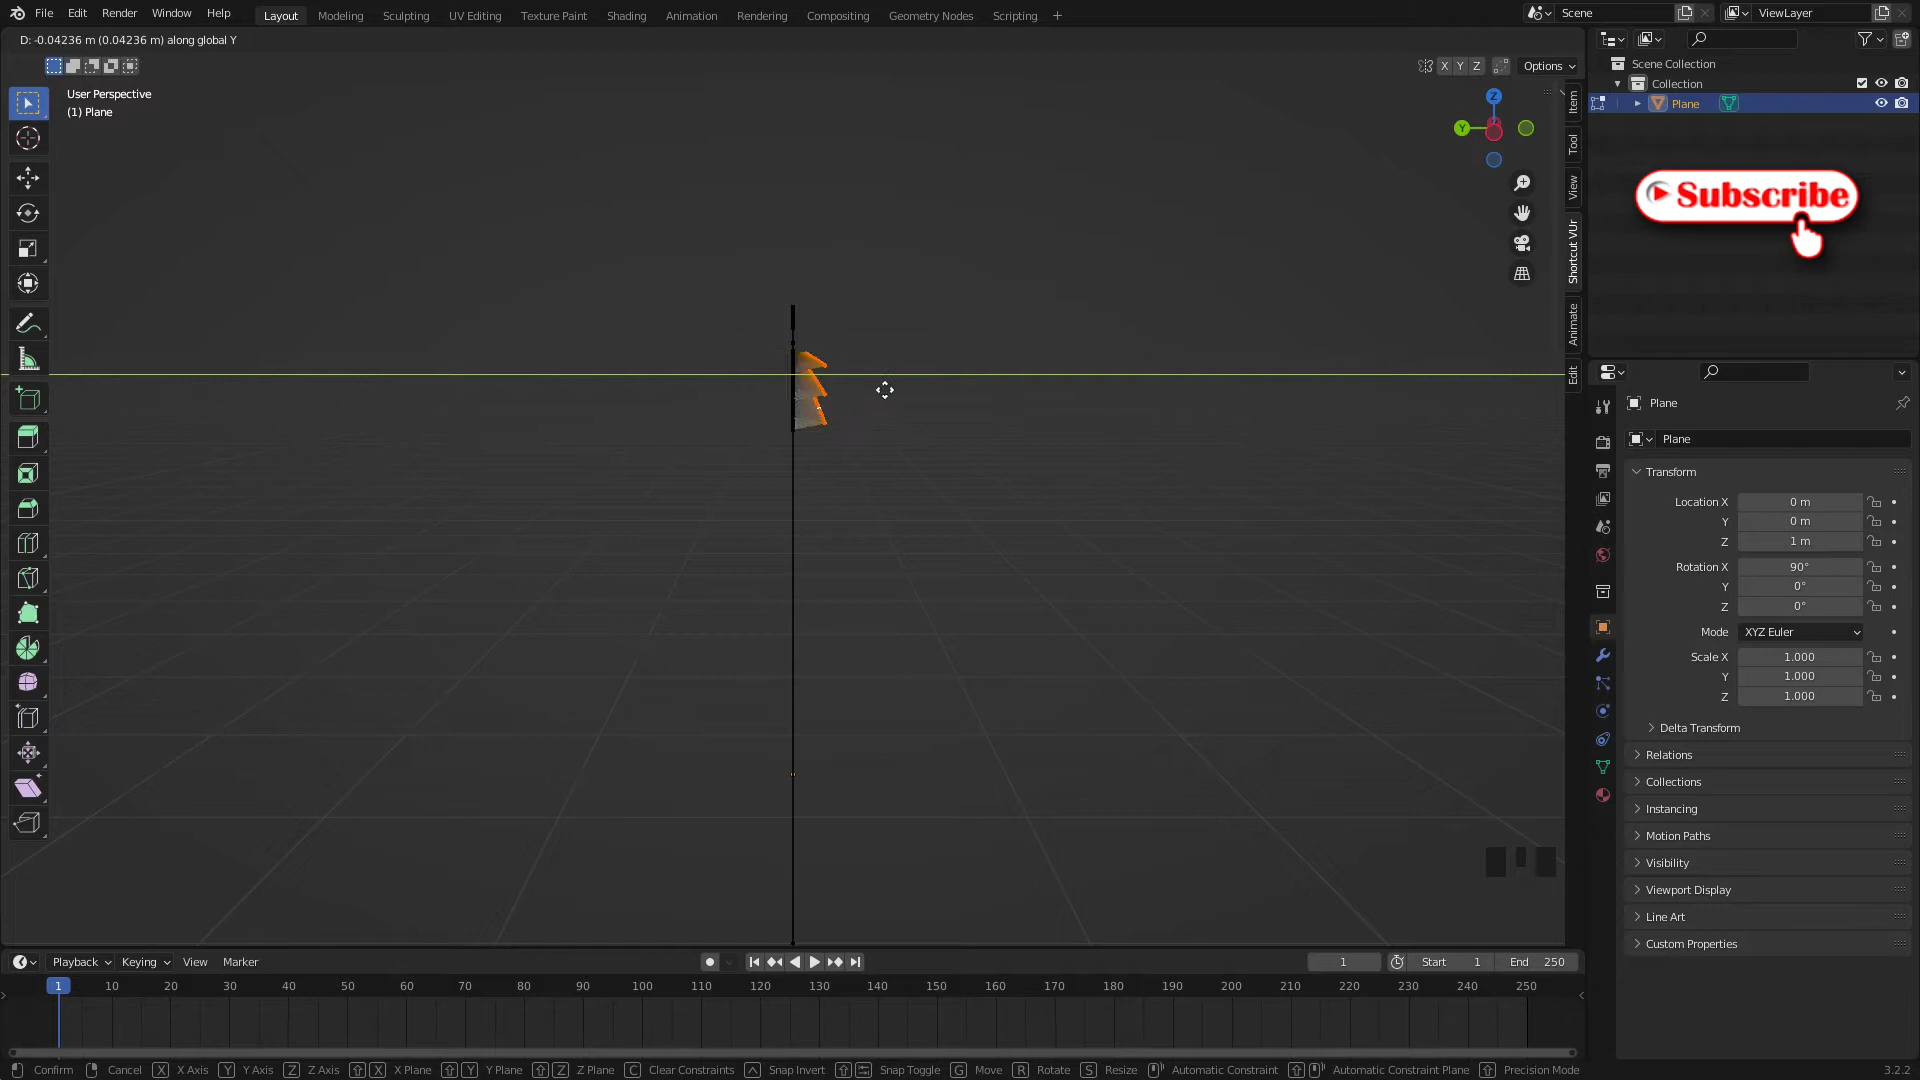 File Edit Render Window Help Layout Modeling Sculpting UV Editing Texture Paint Shading Animation Rendering Compositing Geometry Nodes Scripting + Scene ViewLayer
D: -0.04236 m (0.04236 m) along global Y
X Y Z Options
User Perspective
(1) Plane
Z
Y
Item
Tool
View
Shortcut VUr
Animate
Edit
Scene Collection
Collection
Plane
Subscribe
Plane
Plane
Transform
Location X 0 m
Y 0 m
Z 1 m
Rotation X 90°
Y 0°
Z 0°
Mode XYZ Euler
Scale X 1.000
Y 1.000
Z 1.000
Delta Transform
Relations
Collections
Instancing
Motion Paths
Visibility
Viewport Display
Line Art
Custom Properties
Playback Keying View Marker 1 Start 1 End 250
1 10 20 30 40 50 60 70 80 90 100 110 120 130 140 150 160 170 180 190 200 210 220 230 240 250
Confirm Cancel X X Axis Y Y Axis Z Z Axis X X Plane Y Y Plane Z Z Plane C Clear Constraints Snap Invert Snap Toggle G Move R Rotate S Resize Automatic Constraint Automatic Constraint Plane Precision Mode 3.2.2